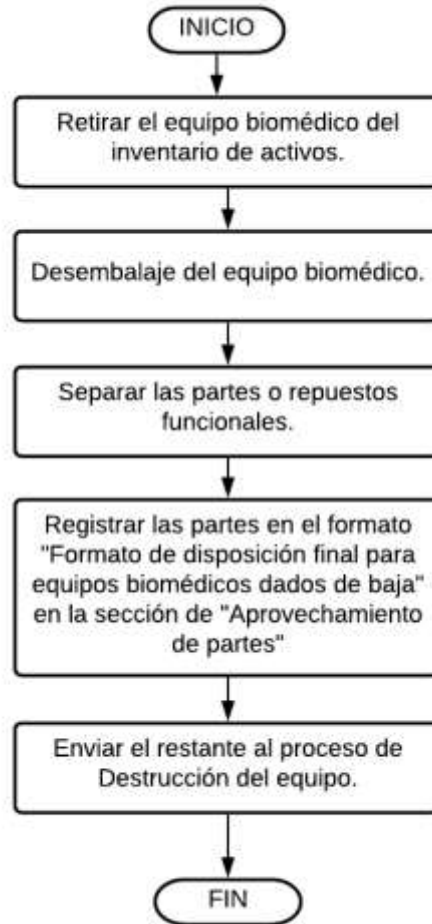 INICIO
Retirar el equipo biomédico del
inventario de activos.
Desembalaje del equipo biomédico.
Separar las partes o repuestos
funcionales.
Registrar las partes en el formato
"Formato de disposición final para
equipos biomédicos dados de baja"
en la sección de "Aprovechamiento
de partes"
Enviar el restante al proceso de
Destrucción del equipo.
FIN